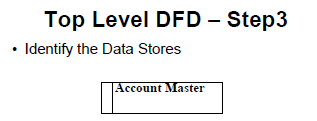 Top Level DFD – Step3
• Identify the Data Stores
Account Master